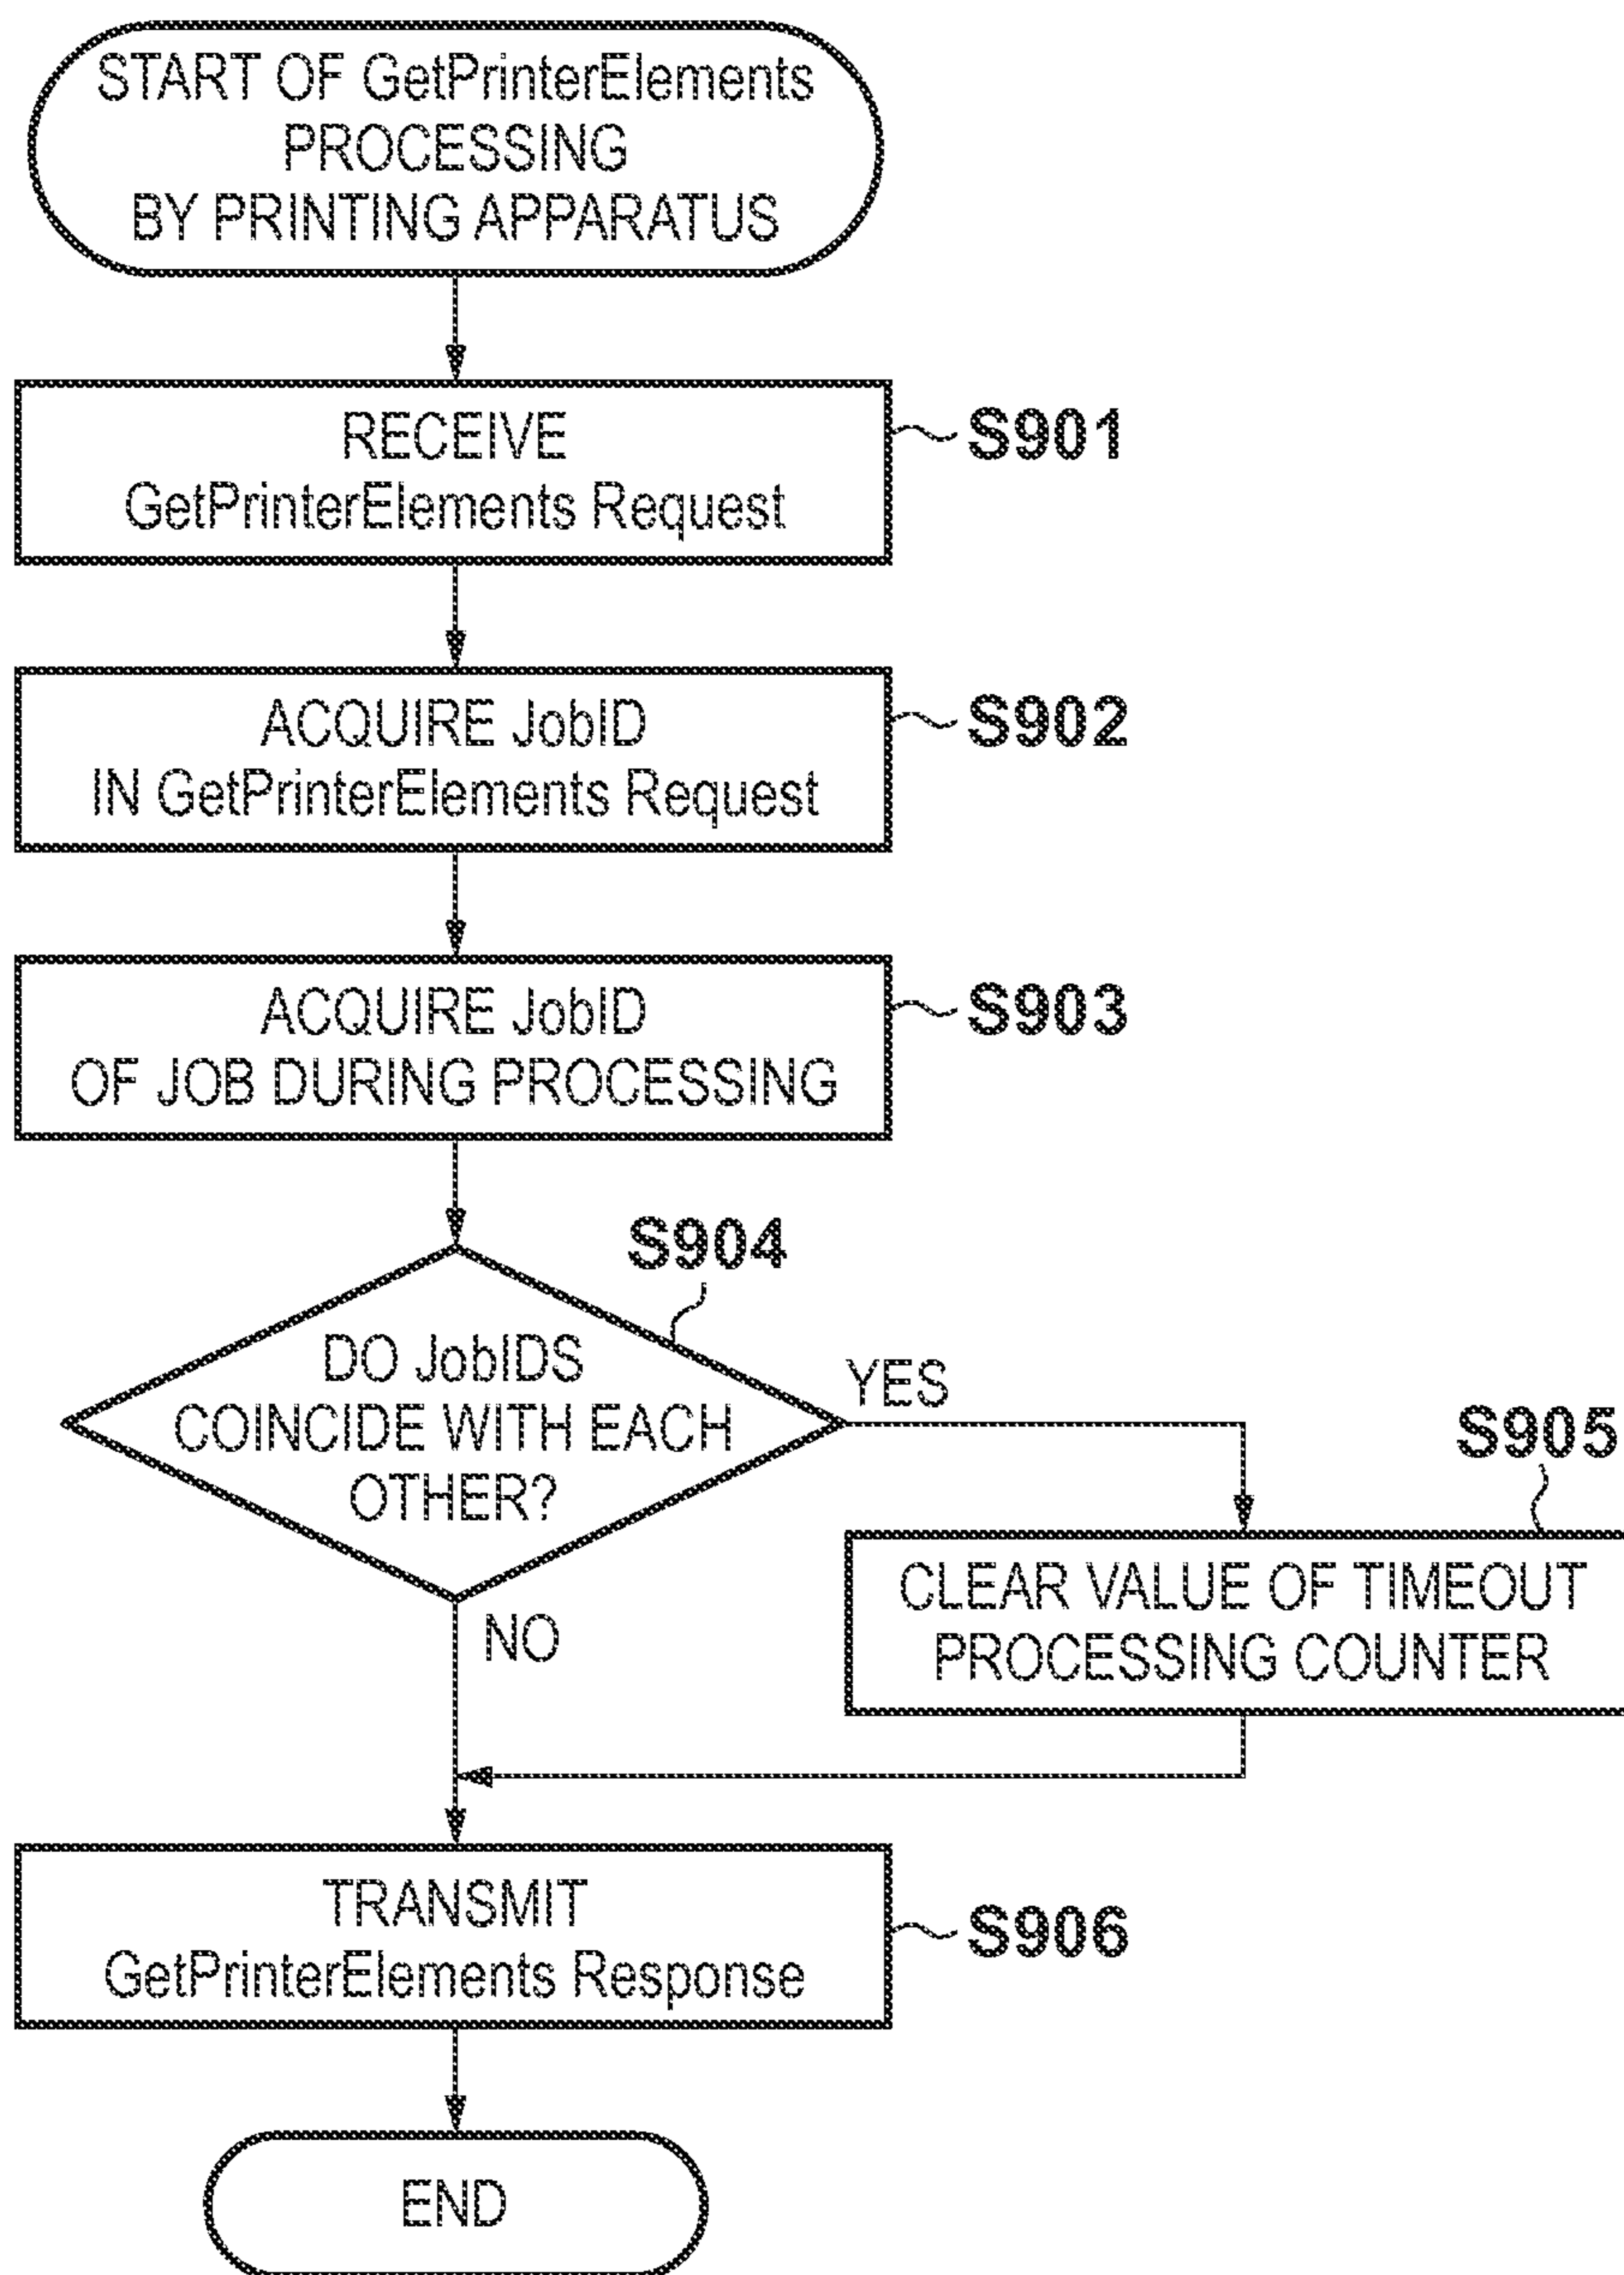 START OF GetPrinterElements
PROCESSING
BY PRINTING APPARATUS
RECEIVE
GetPrinterElements Request
S901
ACQUIRE JobID
IN GetPrinterElements Request
S902
ACQUIRE JobID
OF JOB DURING PROCESSING
S903
S904
DO JobIDS
COINCIDE WITH EACH
OTHER?
YES
NO
S905
CLEAR VALUE OF TIMEOUT
PROCESSING COUNTER
TRANSMIT
GetPrinterElements Response
S906
END